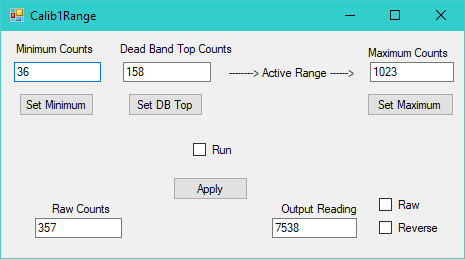 Calib1Range
Minimum Counts
Dead Band Top Counts
Maximum Counts
36
158
--------> Active Range ------>
1023
Set Minimum
Set DB Top
Set Maximum
Run
Apply
Raw Counts
Output Reading
Raw
357
7538
Reverse